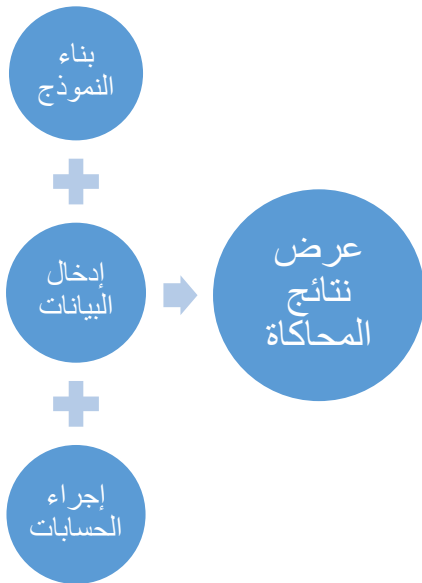 بناء
النموذج
إدخال
البيانات
إجراء
الحسابات
عرض
نتائج
المحاكاة